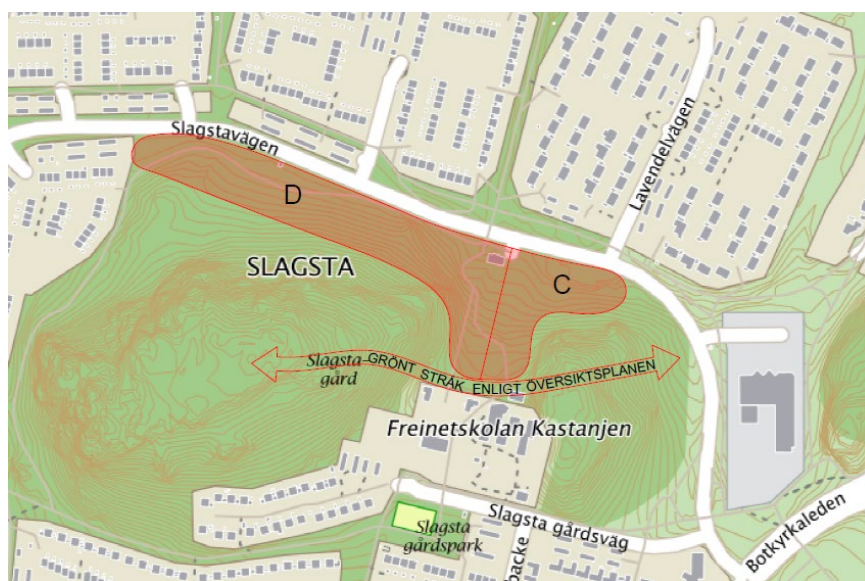 Slagstavägen
Lavendelvägen
D
SLAGSTA
C
Slagsta
gård
GRÖNT STRÅK ENLIGT ÖVERSIKTSPLANEN
Freinetskolan Kastanjen
Slagsta gårdsväg
Slagsta
gårdspark
backe
Botkyrkaleden